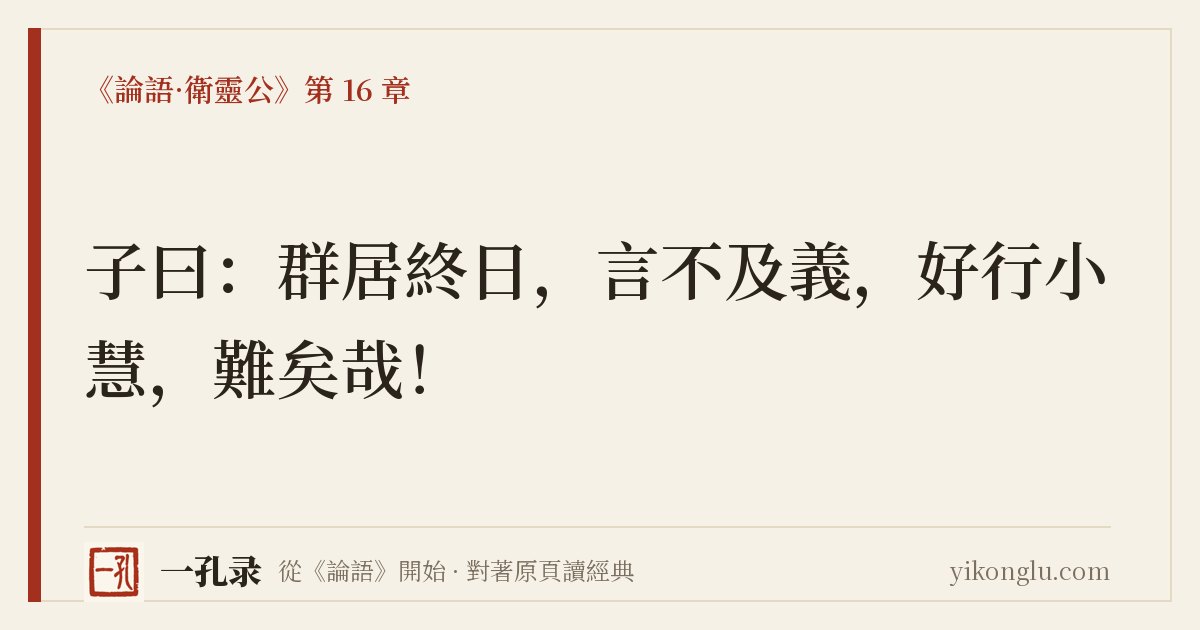 《論語·衛靈公》第 16 章
子曰：群居終日，言不及義，好行小
慧，難矣哉！
一孔
一孔录 從《論語》開始 · 對著原頁讀經典 yikonglu.com